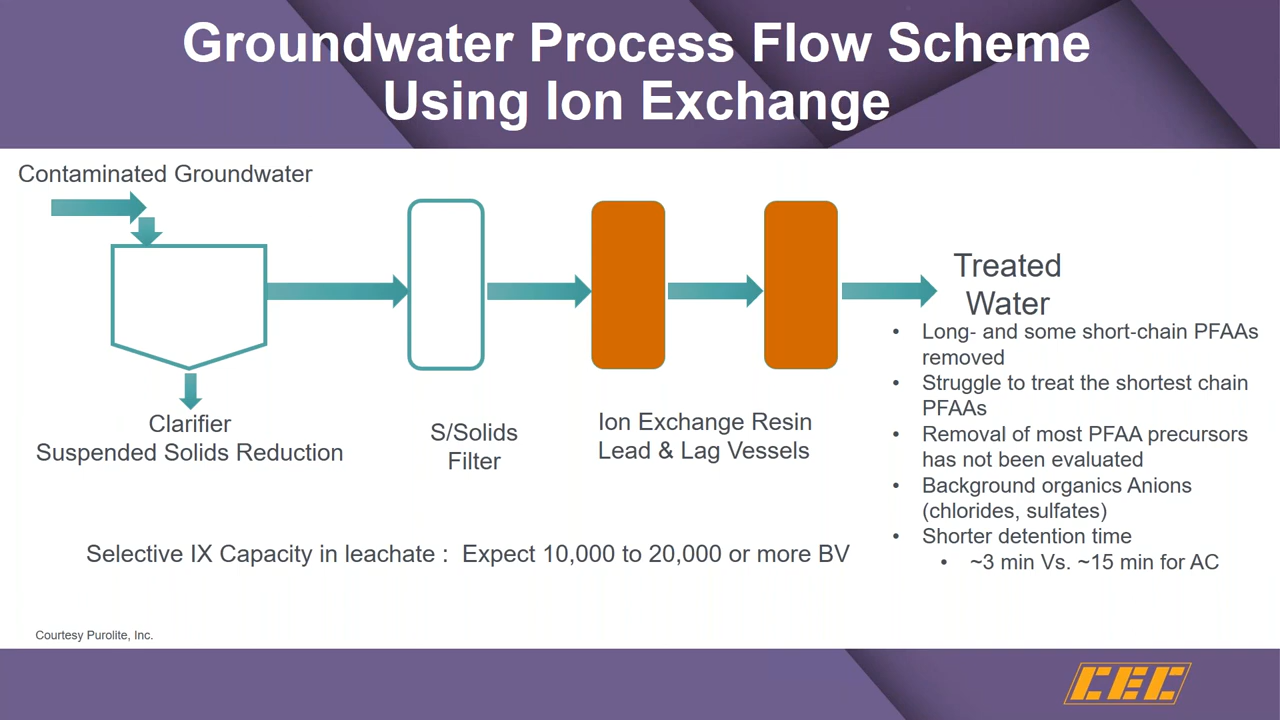 Groundwater Process Flow Scheme
Using Ion Exchange
Contaminated Groundwater
Clarifier
Suspended Solids Reduction
S/Solids
Filter
Ion Exchange Resin
Lead & Lag Vessels
Treated
Water
• Long- and some short-chain PFAAs
removed
• Struggle to treat the shortest chain
PFAAs
• Removal of most PFAA precursors
has not been evaluated
• Background organics Anions
(chlorides, sulfates)
• Shorter detention time
• ~3 min Vs. ~15 min for AC
Selective IX Capacity in leachate : Expect 10,000 to 20,000 or more BV
Courtesy Purolite, Inc.
CEC